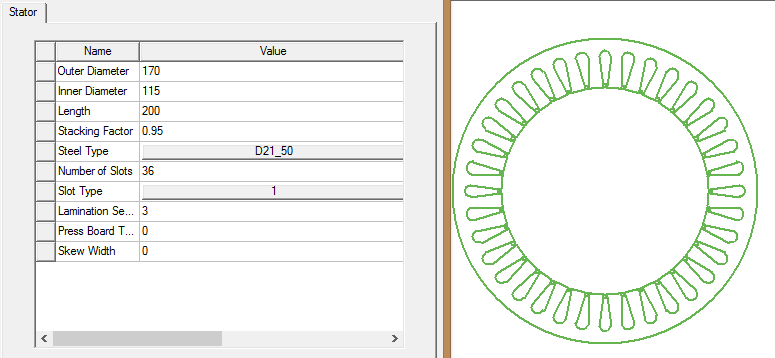 Stator
Name Value
Outer Diameter 170
Inner Diameter 115
Length 200
Stacking Factor 0.95
Steel Type D21_50
Number of Slots 36
Slot Type 1
Lamination Se... 3
Press Board T... 0
Skew Width 0